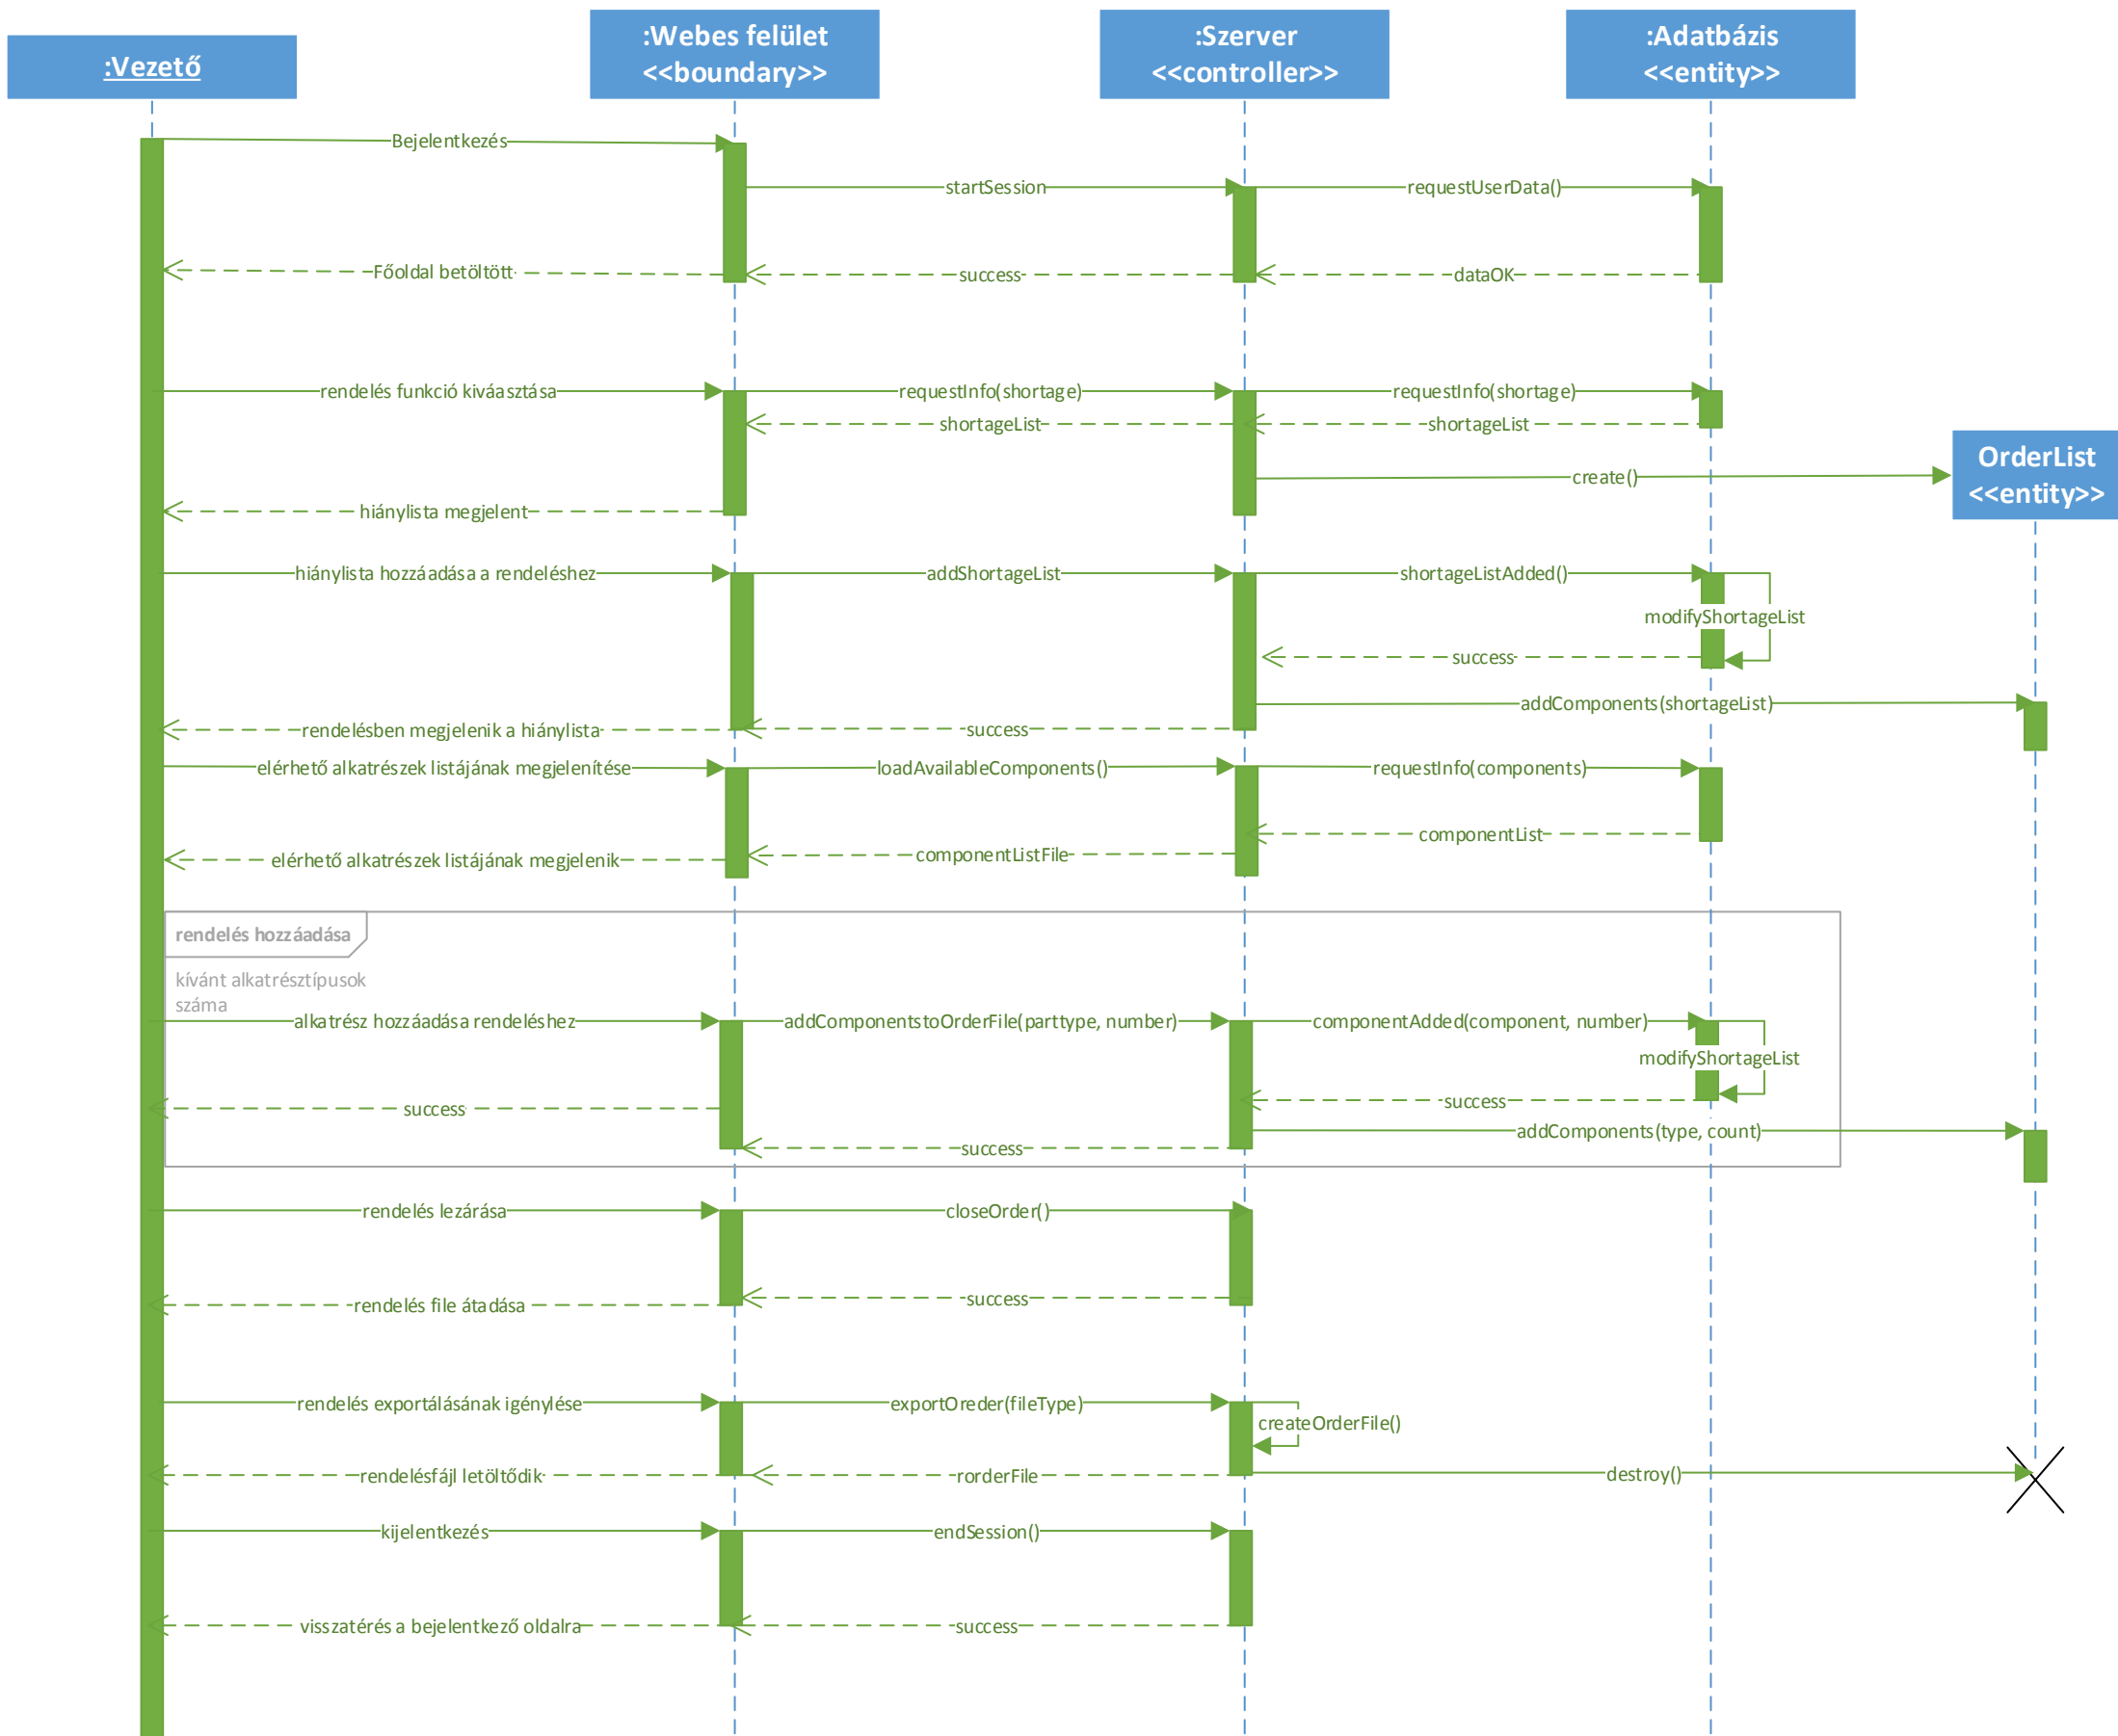 :Vezető
:Webes felület
<<boundary>>
:Szerver
<<controller>>
:Adatbázis
<<entity>>
Bejelentkezés
startSession
requestUserData()
Főoldal betöltött
success
dataOK
rendelés funkció kiváasztása
requestInfo(shortage)
requestInfo(shortage)
shortageList
shortageList
OrderList
<<entity>>
create()
hiánylista megjelent
hiánylista hozzáadása a rendeléshez
addShortageList
shortageListAdded()
modifyShortageList
success
addComponents(shortageList)
rendelésben megjelenik a hiánylista
success
elérhető alkatrészek listájának megjelenítése
loadAvailableComponents()
requestInfo(components)
componentList
componentListFile
elérhető alkatrészek listájának megjelenik
rendelés hozzáadása
kívánt alkatrésztípusok
száma
alkatrész hozzáadása rendeléshez
addComponentstoOrderFile(parttype, number)
componentAdded(component, number)
modifyShortageList
success
success
addComponents(type, count)
success
rendelés lezárása
closeOrder()
rendelés file átadása
success
rendelés exportálásának igénylése
exportOreder(fileType)
createOrderFile()
rendelésfájl letöltődik
rorderFile
destroy()
kijelentkezés
endSession()
visszatérés a bejelentkező oldalra
success